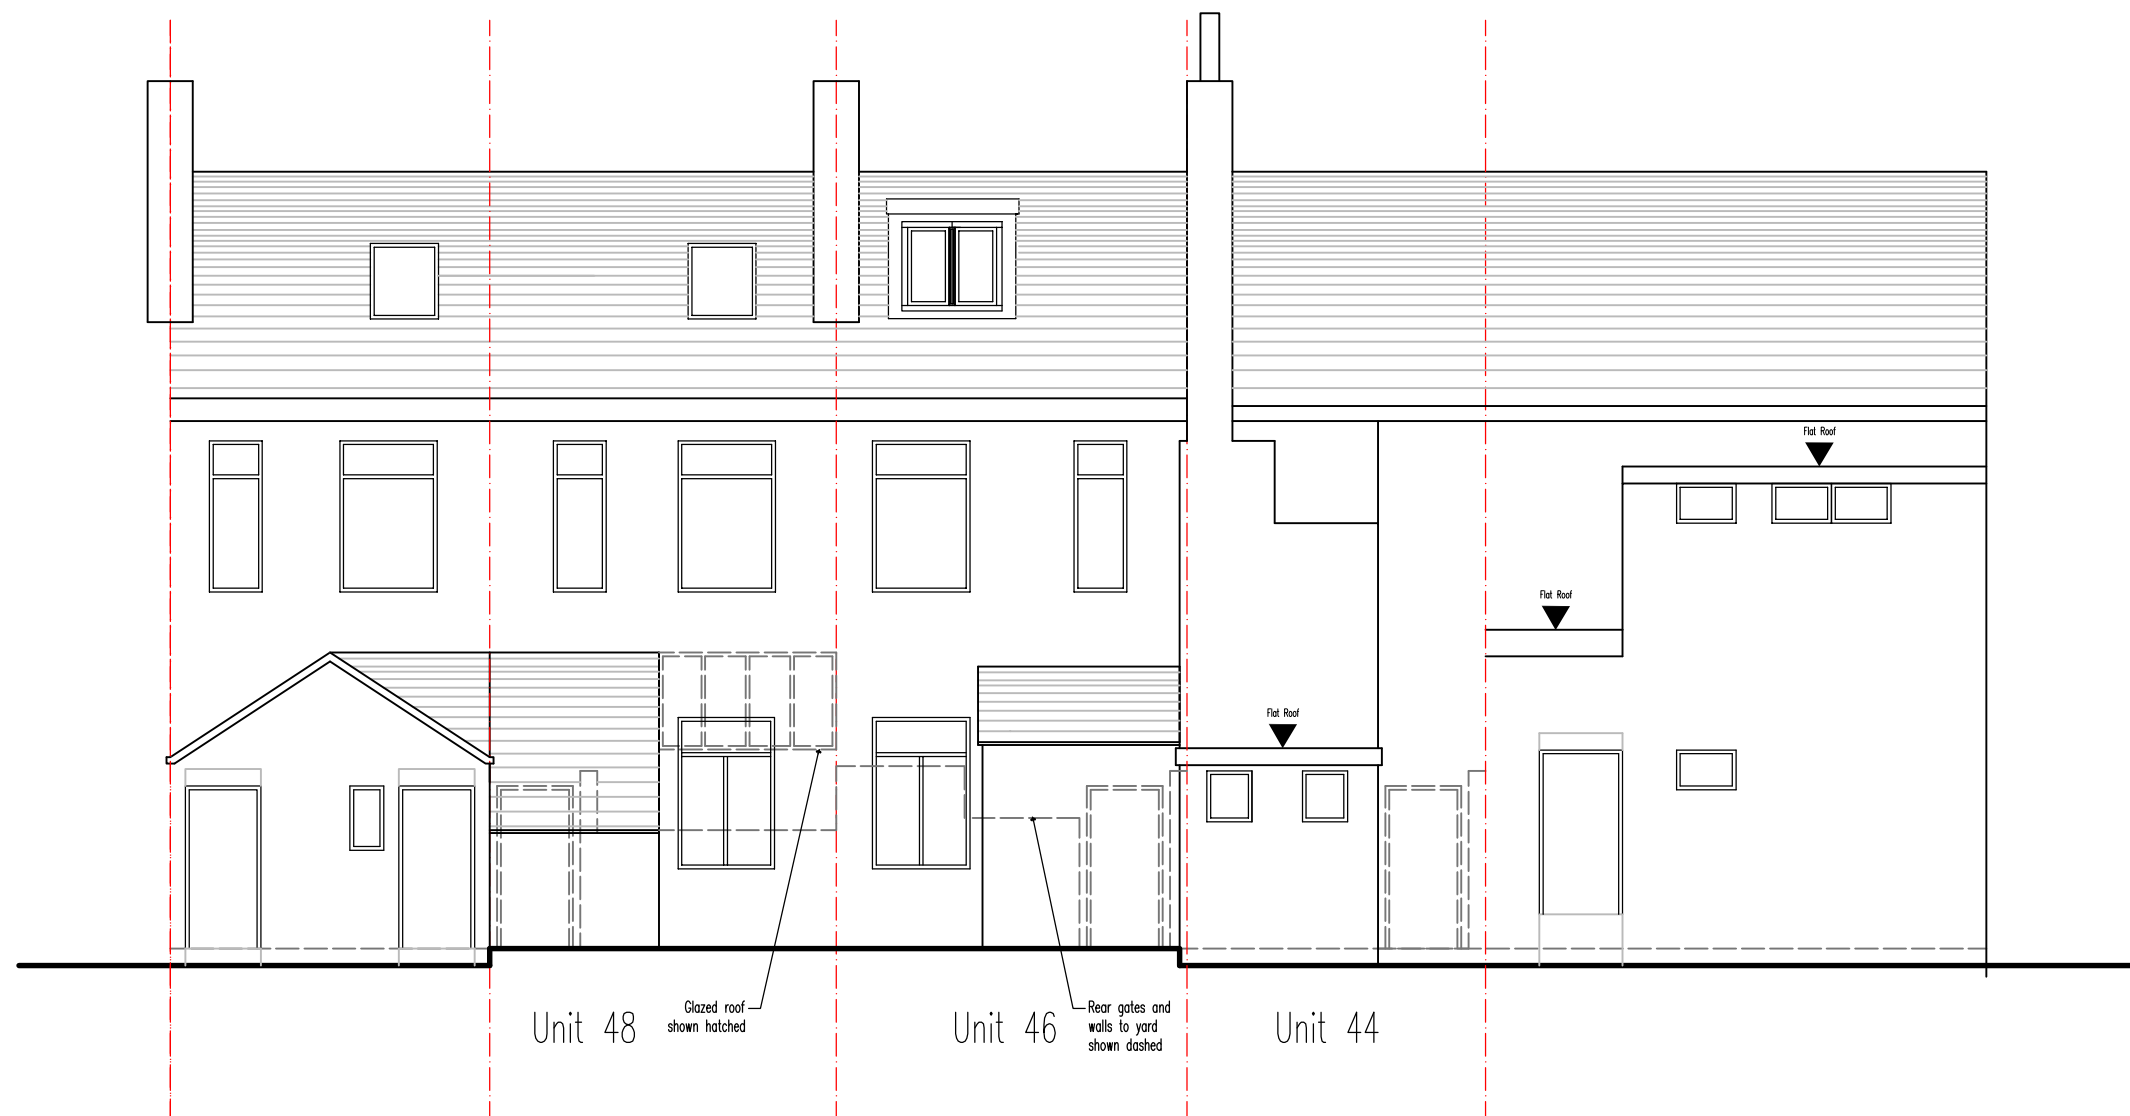 Flat Roof
Flat Roof
Flat Roof
Unit 48
Glazed roof
shown hatched
Unit 46
Rear gates and
walls to yard
shown dashed
Unit 44